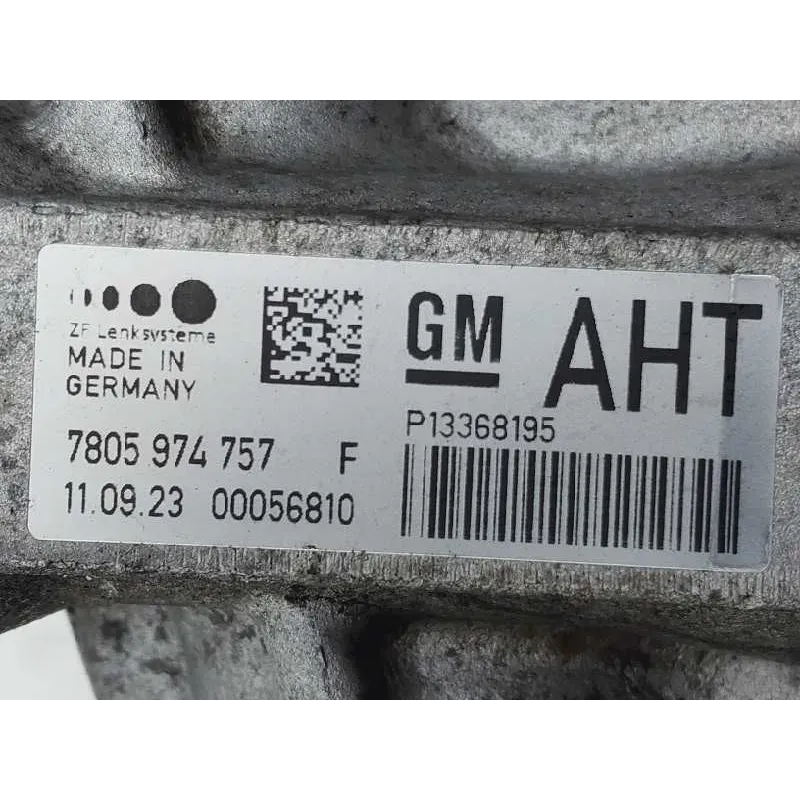 ZF Lenksysteme
MADE IN
GERMANY
7805 974 757 F
11.09.23 00056810
GM
AHT
P13368195